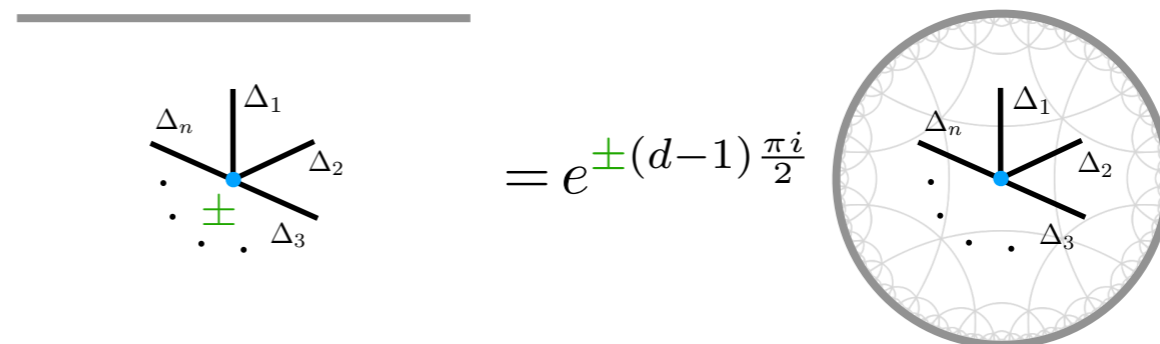 Δ₁
Δₙ
Δ₂
±
Δ₃
= e^{±(d−1) πi/2}
Δ₁
Δₙ
Δ₂
Δ₃